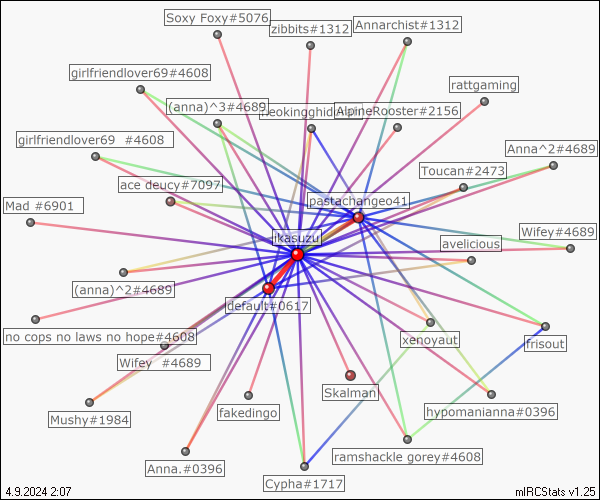 Soxy Foxy#5076
zibbits#1312
Annarchist#1312
girlfriendlover69#4608
rattgaming
(anna)^3#4689
AlpineRooster#2156
girlfriendlover69 #4608
Anna^2#4689
Toucan#2473
ace deucy#7097
pastachangeo41
Mad #6901
Wifey#4689
ikasuzu
avelicious
(anna)^2#4689
default#0617
no cops no laws no hope#4608
xenoyaut
frisout
Wifey #4689
Skalman
Mushy#1984
fakedingo
hypomanianna#0396
ramshackle gorey#4608
Anna.#0396
Cypha#1717
4.9.2024 2:07
mIRCStats v1.25